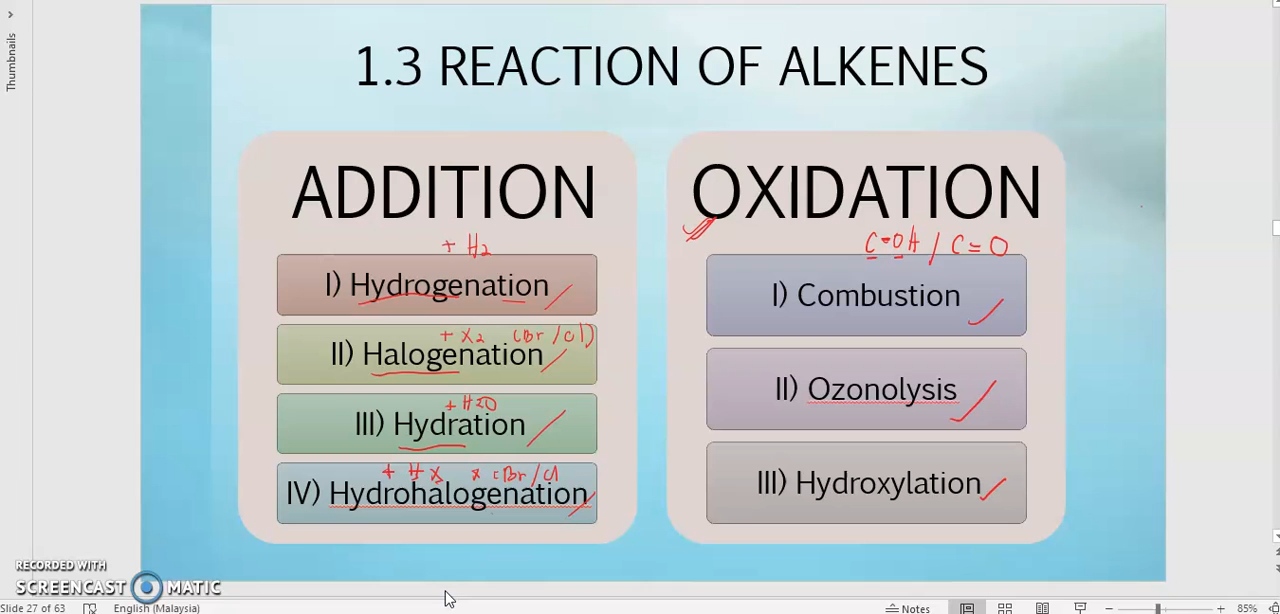 Thumbnails
1.3 REACTION OF ALKENES
ADDITION
+ H2
I) Hydrogenation
+ X2 (Br/Cl)
II) Halogenation
+ H2O
III) Hydration
+ HX X = Br/Cl
IV) Hydrohalogenation
OXIDATION
C-OH / C=O
I) Combustion
II) Ozonolysis
III) Hydroxylation
RECORDED WITH
SCREENCAST MATIC
Slide 27 of 63 English (Malaysia) Notes 85%